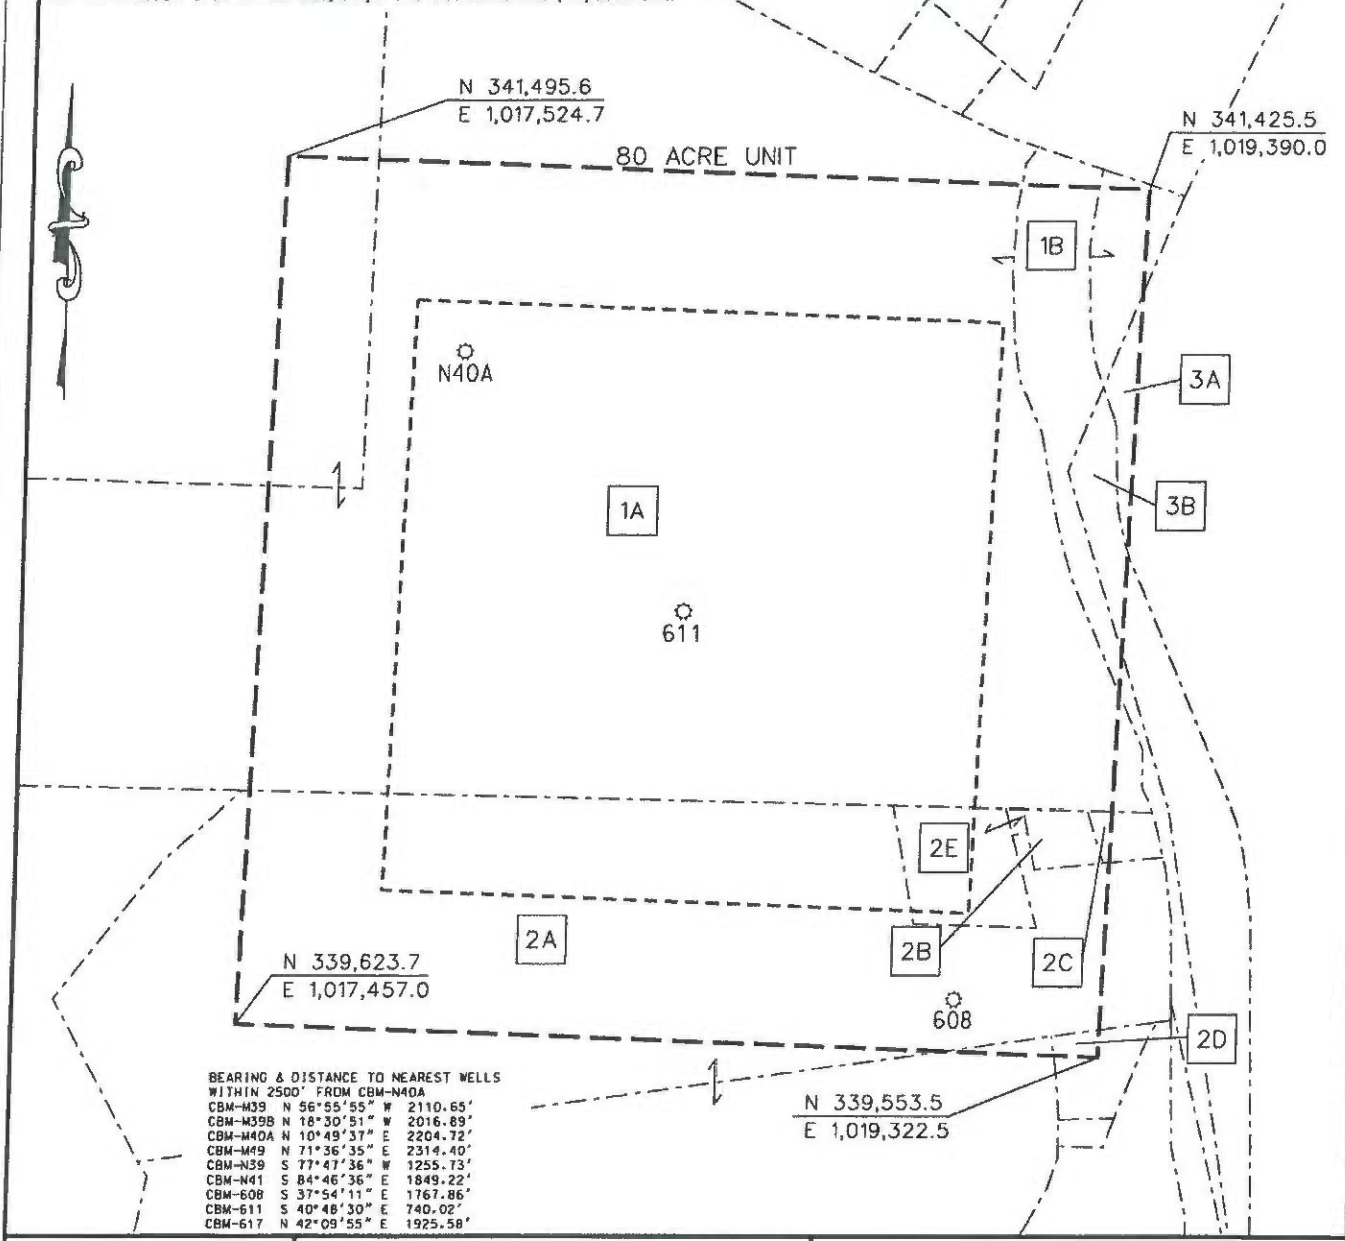 N 341,495.6
E 1,017,524.7
N 341,425.5
E 1,019,390.0
80 ACRE UNIT
1B
N40A
3A
1A
3B
611
2E
2A
2B
2C
N 339,623.7
E 1,017,457.0
608
2D
BEARING & DISTANCE TO NEAREST WELLS
WITHIN 2500' FROM CBM-N40A
CBM-M39 N 56°55'55" W 2110.65'
CBM-M39B N 18°30'51" W 2016.89'
CBM-M40A N 10°49'37" E 2204.72'
CBM-M49 N 71°36'35" E 2314.40'
CBM-N39 S 77°47'36" W 1255.73'
CBM-N41 S 84°46'36" E 1849.22'
CBM-608 S 37°54'11" E 1767.86'
CBM-611 S 40°48'30" E 740.02'
CBM-617 N 42°09'55" E 1925.58'
N 339,553.5
E 1,019,322.5